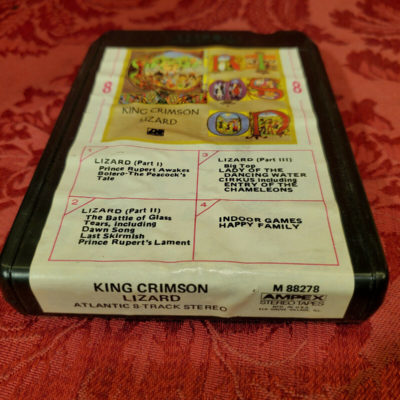 8
8
KING CRIMSON
LIZARD
1
LIZARD (Part I)
Prince Rupert Awakes
Bolero-The Peacock's
Tale
3
LIZARD (Part III)
Big Top
LADY OF THE
DANCING WATER
CIRKUS including
ENTRY OF THE
CHAMELEONS
2
LIZARD (Part II)
The Battle of Glass
Tears, including
Dawn Song
Last Skirmish
Prince Rupert's Lament
4
INDOOR GAMES
HAPPY FAMILY
KING CRIMSON
LIZARD
ATLANTIC 8-TRACK STEREO
M 88278
AMPEX
STEREO TAPES